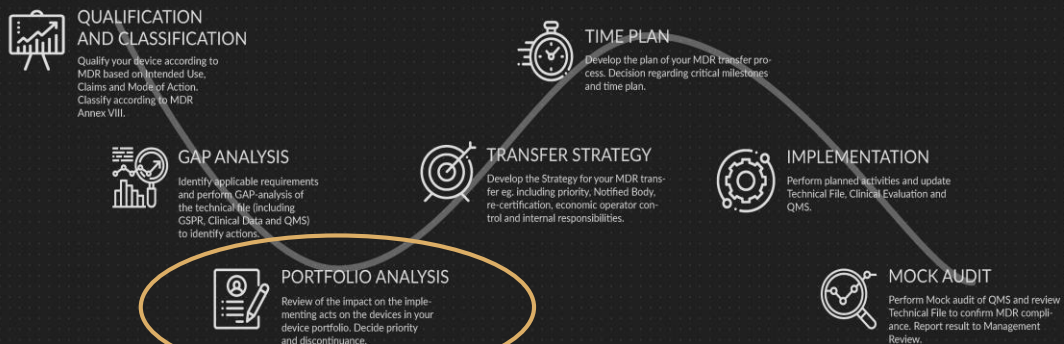 QUALIFICATION
AND CLASSIFICATION
Qualify your device according to
MDR based on Intended Use,
Claims and Mode of Action.
Classify according to MDR
Annex VIII.
GAP ANALYSIS
Identify applicable requirements
and perform GAP-analysis of
the technical file (including
GSPR, Clinical Data and QMS)
to identify actions.
PORTFOLIO ANALYSIS
Review of the impact on the imple-
menting acts on the devices in your
device portfolio. Decide priority
and discontinuance.
TRANSFER STRATEGY
Develop the Strategy for your MDR trans-
fer eg. including priority, Notified Body,
re-certification, economic operator con-
trol and internal responsibilities.
TIME PLAN
Develop the plan of your MDR transfer pro-
cess. Decision regarding critical milestones
and time plan.
IMPLEMENTATION
Perform planned activities and update
Technical File, Clinical Evaluation and
QMS.
MOCK AUDIT
Perform Mock audit of QMS and review
Technical File to confirm MDR compli-
ance. Report result to Management
Review.